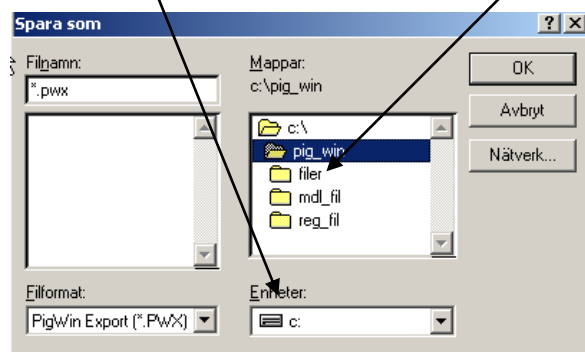 Spara som
Filnamn:
*.pwx
Mappar:
c:\pig_win
c:\
pig_win
filer
mdl_fil
reg_fil
OK
Avbryt
Nätverk...
Filformat:
PigWin Export (*.PWX)
Enheter:
c: